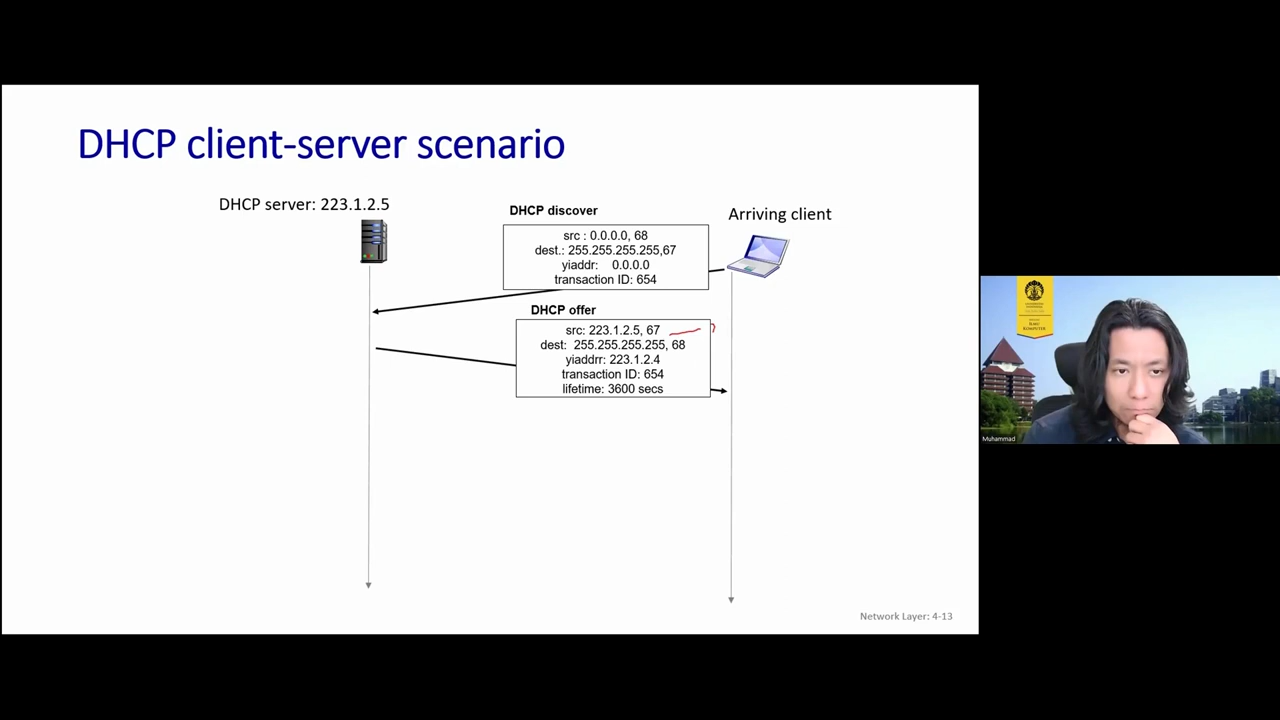 DHCP client-server scenario
DHCP server: 223.1.2.5
Arriving client
DHCP discover
src : 0.0.0.0, 68
dest.: 255.255.255.255,67
yiaddr: 0.0.0.0
transaction ID: 654
DHCP offer
src: 223.1.2.5, 67
dest: 255.255.255.255, 68
yiaddrr: 223.1.2.4
transaction ID: 654
lifetime: 3600 secs
Network Layer: 4-13
ILMU
KOMPUTER
Muhammad